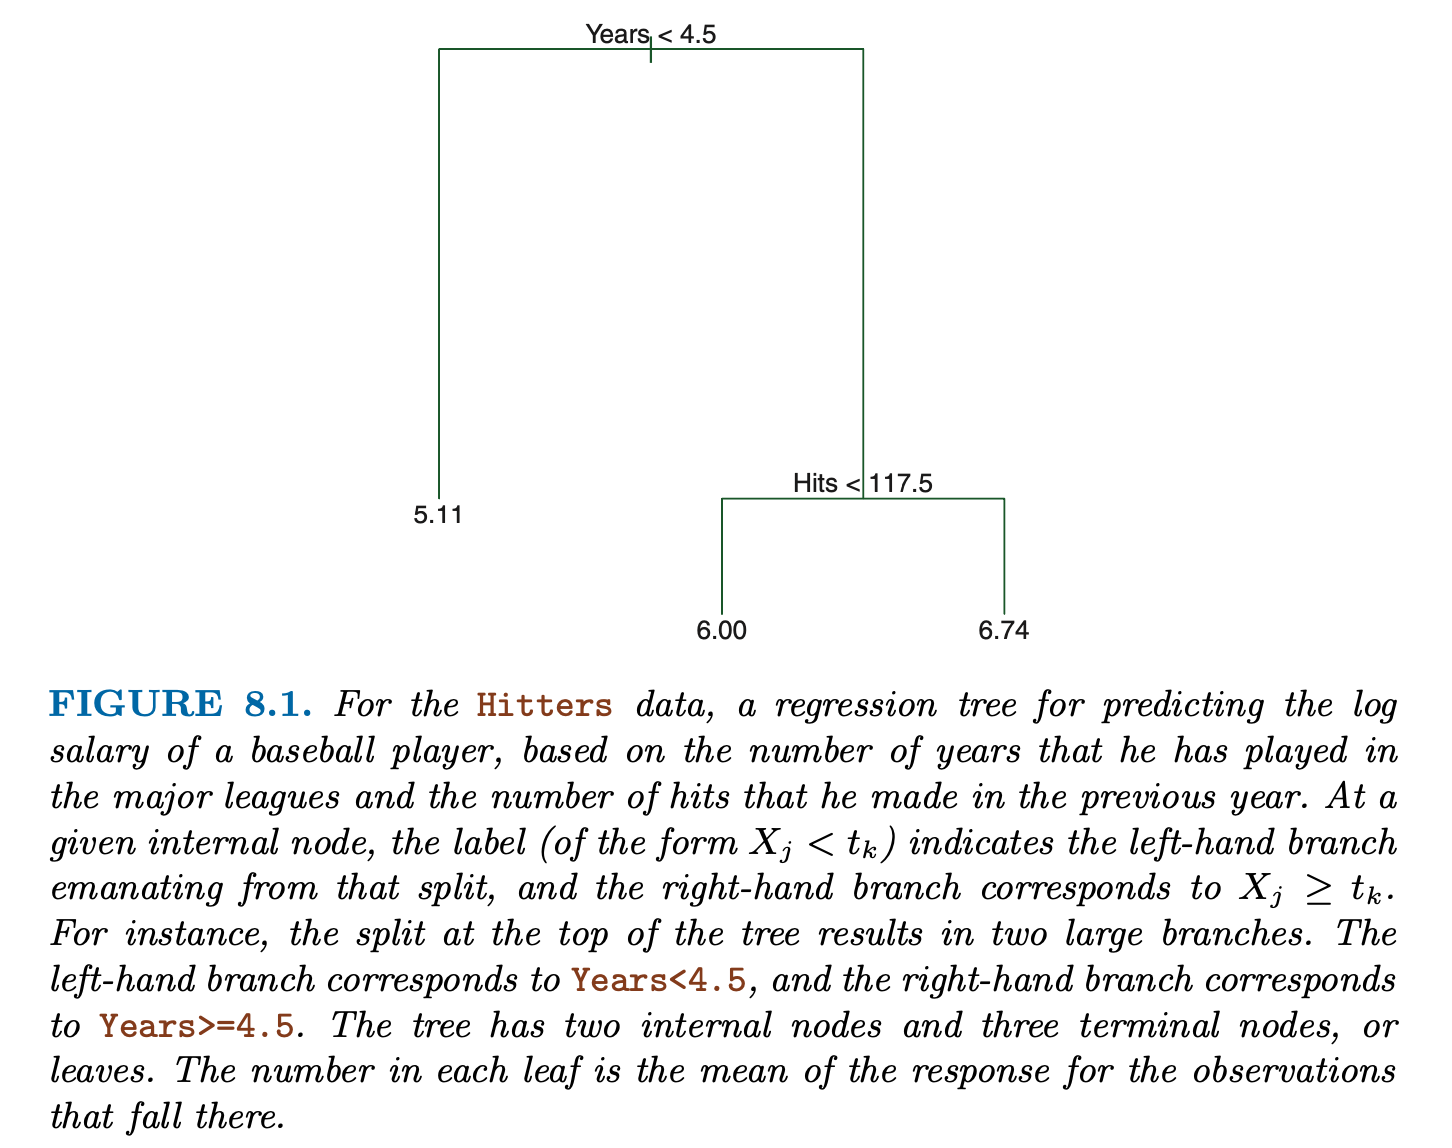 Years < 4.5
Hits < 117.5
5.11
6.00 6.74
FIGURE 8.1. For the Hitters data, a regression tree for predicting the log
salary of a baseball player, based on the number of years that he has played in
the major leagues and the number of hits that he made in the previous year. At a
given internal node, the label (of the form Xj < tk) indicates the left-hand branch
emanating from that split, and the right-hand branch corresponds to Xj ≥ tk.
For instance, the split at the top of the tree results in two large branches. The
left-hand branch corresponds to Years<4.5, and the right-hand branch corresponds
to Years>=4.5. The tree has two internal nodes and three terminal nodes, or
leaves. The number in each leaf is the mean of the response for the observations
that fall there.